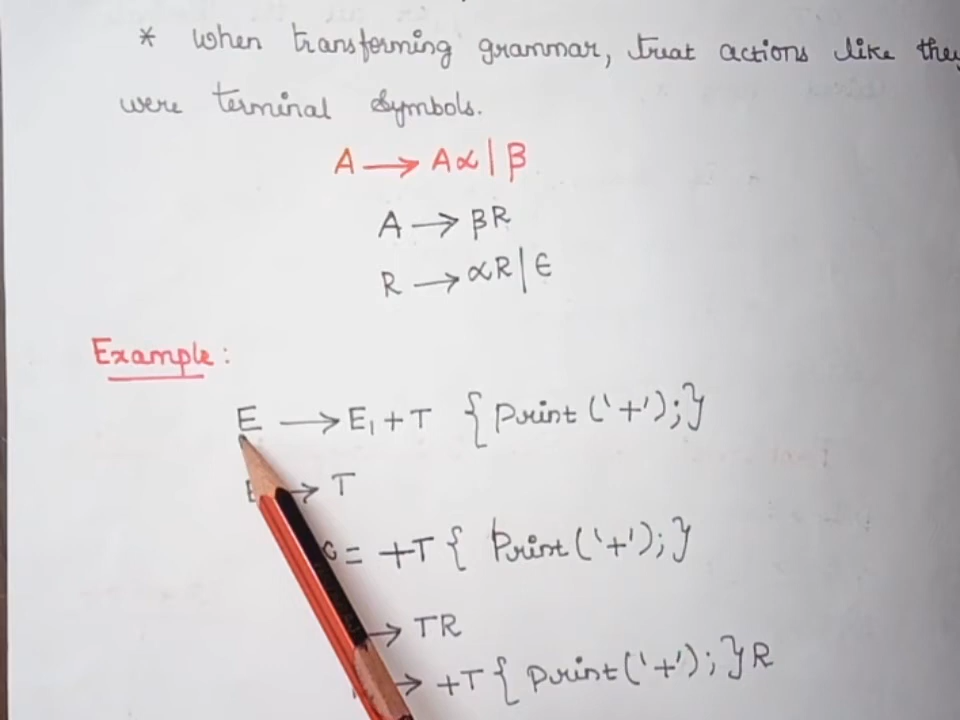 * when transforming grammar, treat actions like they
were terminal symbols.
A → Aα | β
A → βR
R → αR | ϵ
Example:
E → E₁ + T { Print ('+'); }
→ T
= +T { Print ('+'); }
→ TR
→ +T { Print ('+'); } R